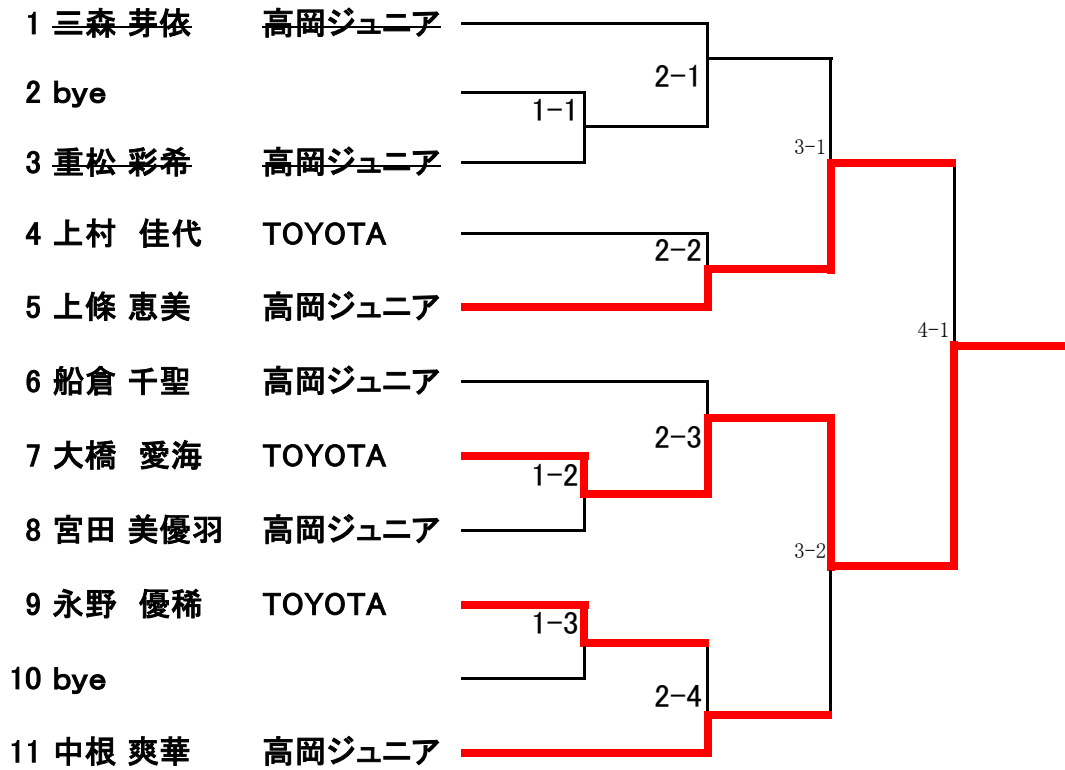 1 三森 芽依 高岡ジュニア
2-1
2 bye
1-1
3-1
3 重松 彩希 高岡ジュニア
4 上村 佳代 TOYOTA
2-2
5 上條 恵美 高岡ジュニア
4-1
6 船倉 千聖 高岡ジュニア
2-3
7 大橋 愛海 TOYOTA
1-2
8 宮田 美優羽 高岡ジュニア
3-2
9 永野 優稀 TOYOTA
1-3
10 bye
2-4
11 中根 爽華 高岡ジュニア